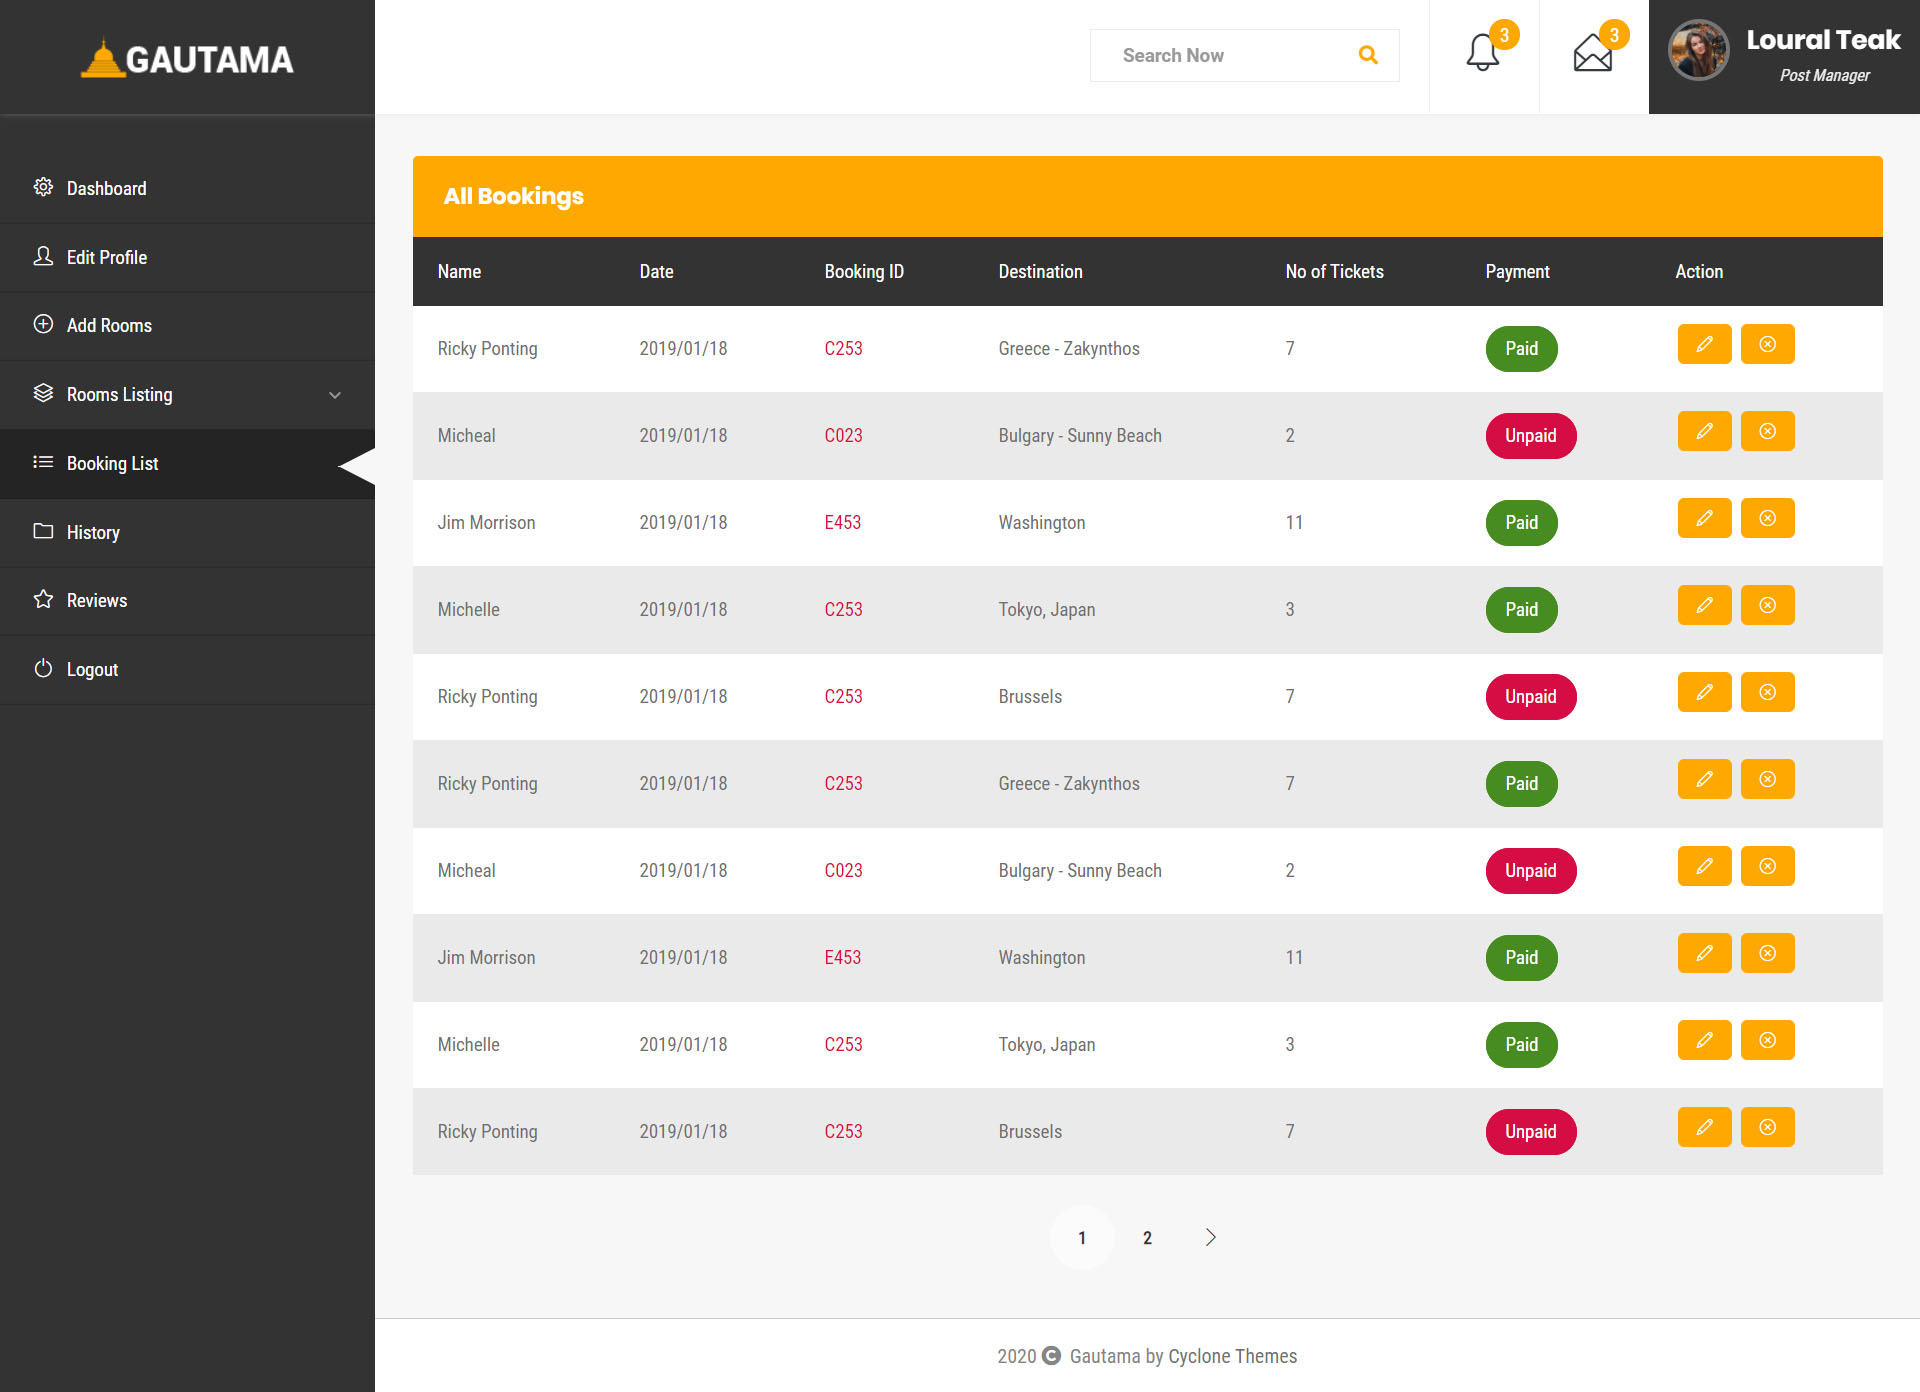 GAUTAMA
Search Now
3
3
Loural Teak
Post Manager
Dashboard
Edit Profile
Add Rooms
Rooms Listing
Booking List
History
Reviews
Logout
All Bookings
Name Date Booking ID Destination No of Tickets Payment Action
Ricky Ponting 2019/01/18 C253 Greece - Zakynthos 7 Paid
Micheal 2019/01/18 C023 Bulgary - Sunny Beach 2 Unpaid
Jim Morrison 2019/01/18 E453 Washington 11 Paid
Michelle 2019/01/18 C253 Tokyo, Japan 3 Paid
Ricky Ponting 2019/01/18 C253 Brussels 7 Unpaid
Ricky Ponting 2019/01/18 C253 Greece - Zakynthos 7 Paid
Micheal 2019/01/18 C023 Bulgary - Sunny Beach 2 Unpaid
Jim Morrison 2019/01/18 E453 Washington 11 Paid
Michelle 2019/01/18 C253 Tokyo, Japan 3 Paid
Ricky Ponting 2019/01/18 C253 Brussels 7 Unpaid
1 2
2020 © Gautama by Cyclone Themes